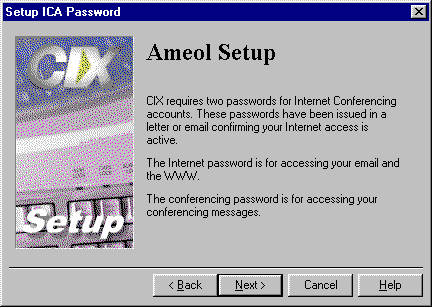 Setup ICA Password
CIX
Setup
Ameol Setup
CIX requires two passwords for Internet Conferencing
accounts. These passwords have been issued in a
letter or email confirming your Internet access is
active.
The Internet password is for accessing your email and
the WWW.
The conferencing password is for accessing your
conferencing messages.
< Back
Next >
Cancel
Help